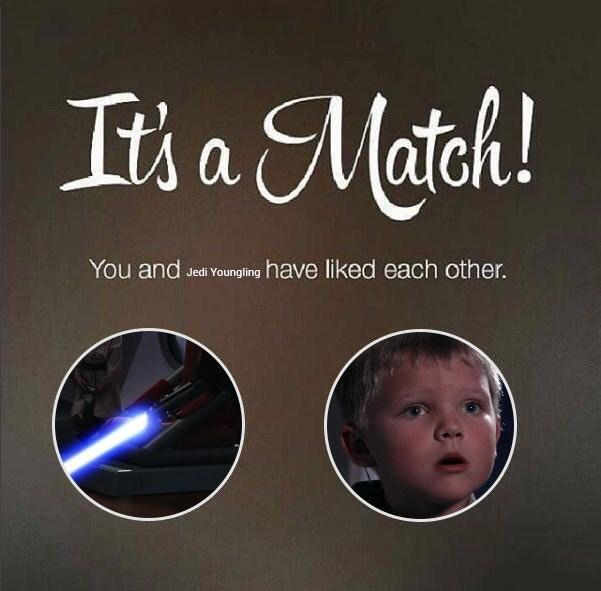 It's a Match!
You and Jedi Youngling have liked each other.